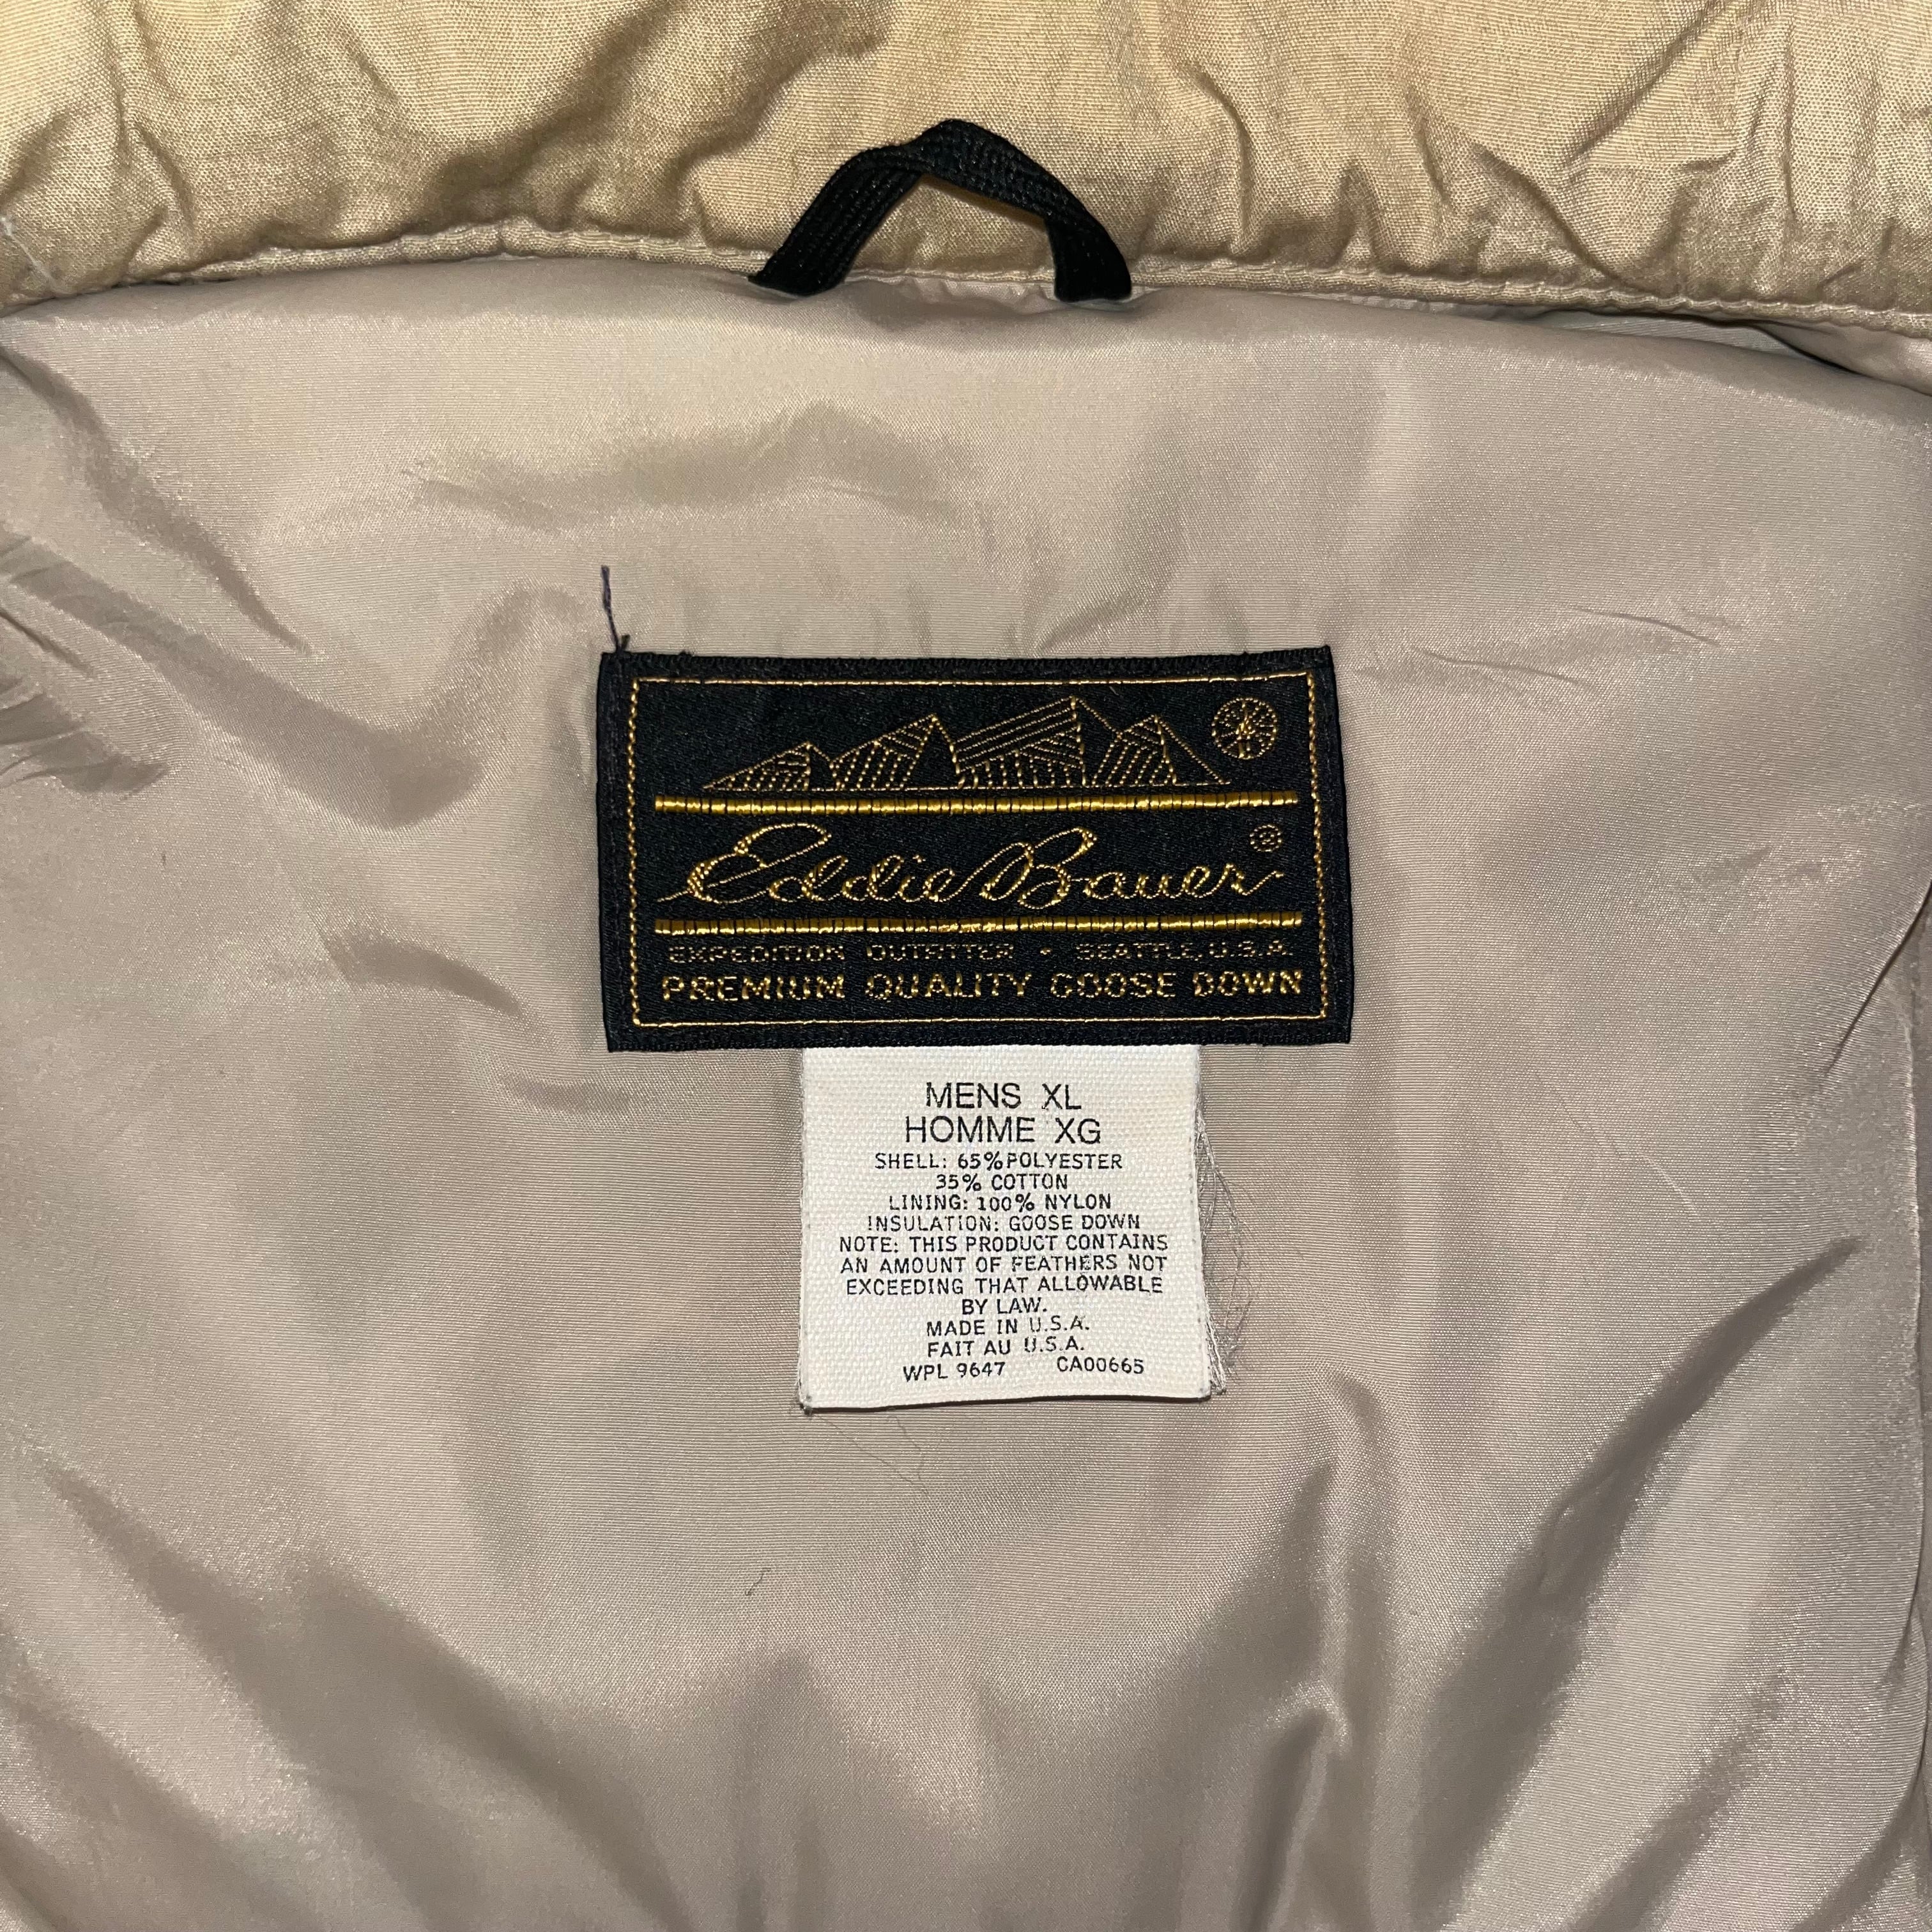 Eddie Bauer®
EXPEDITION OUTFITTER · SEATTLE, U.S.A.
PREMIUM QUALITY GOOSE DOWN
MENS XL
HOMME XG
SHELL: 65% POLYESTER
35% COTTON
LINING: 100% NYLON
INSULATION: GOOSE DOWN
NOTE: THIS PRODUCT CONTAINS
AN AMOUNT OF FEATHERS NOT
EXCEEDING THAT ALLOWABLE
BY LAW.
MADE IN U.S.A.
FAIT AU U.S.A.
WPL 9647 CA00665